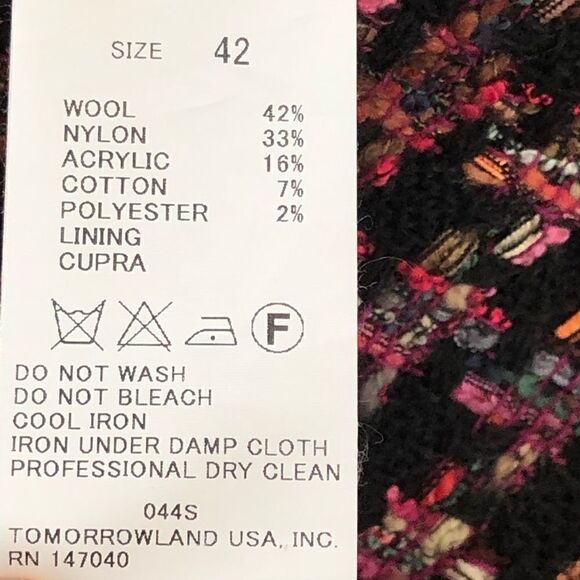 SIZE 42
WOOL 42%
NYLON 33%
ACRYLIC 16%
COTTON 7%
POLYESTER 2%
LINING
CUPRA
F
DO NOT WASH
DO NOT BLEACH
COOL IRON
IRON UNDER DAMP CLOTH
PROFESSIONAL DRY CLEAN
044S
TOMORROWLAND USA, INC.
RN 147040